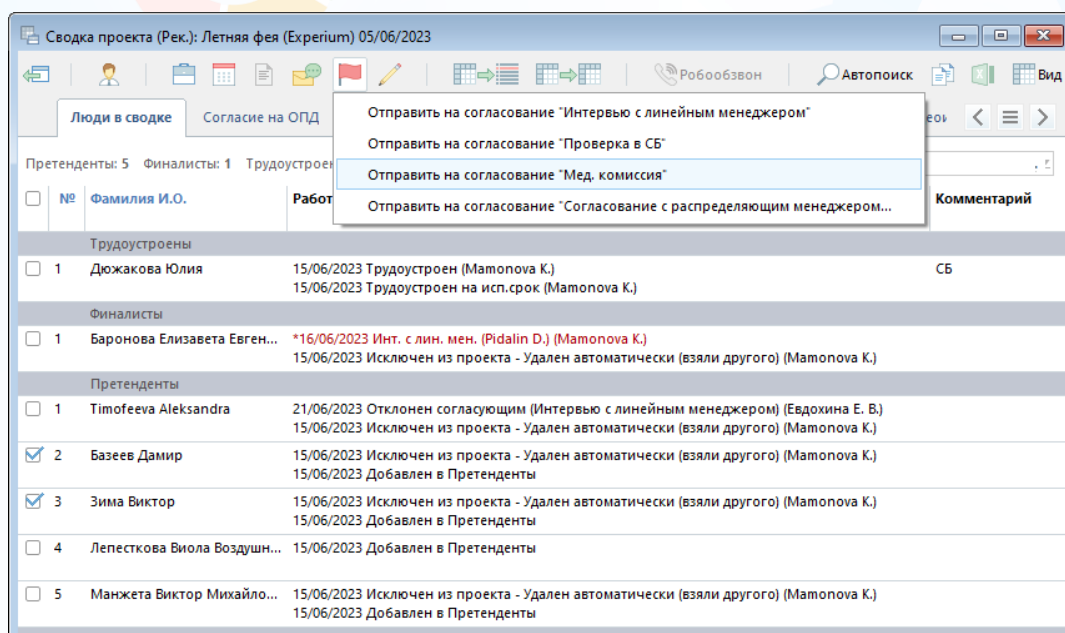 Сводка проекта (Рек.): Летняя фея (Experium) 05/06/2023
Робообзвон Автопоиск Вид
Люди в сводке Согласие на ОПД
Отправить на согласование "Интервью с линейным менеджером"
Отправить на согласование "Проверка в СБ"
Отправить на согласование "Мед. комиссия"
Отправить на согласование "Согласование с распределяющим менеджером...
Претенденты: 5 Финалисты: 1 Трудоустроен
№ Фамилия И.О. Работ Комментарий
Трудоустроены
1 Дюжакова Юлия 15/06/2023 Трудоустроен (Mamonova K.) СБ
15/06/2023 Трудоустроен на исп.срок (Mamonova K.)
Финалисты
1 Баронова Елизавета Евген... *16/06/2023 Инт. с лин. мен. (Pidalin D.) (Mamonova K.)
15/06/2023 Исключен из проекта - Удален автоматически (взяли другого) (Mamonova K.)
Претенденты
1 Timofeeva Aleksandra 21/06/2023 Отклонен согласующим (Интервью с линейным менеджером) (Евдохина Е. В.)
15/06/2023 Исключен из проекта - Удален автоматически (взяли другого) (Mamonova K.)
2 Базеев Дамир 15/06/2023 Исключен из проекта - Удален автоматически (взяли другого) (Mamonova K.)
15/06/2023 Добавлен в Претенденты
3 Зима Виктор 15/06/2023 Исключен из проекта - Удален автоматически (взяли другого) (Mamonova K.)
15/06/2023 Добавлен в Претенденты
4 Лепесткова Виола Воздушн... 15/06/2023 Добавлен в Претенденты
5 Манжета Виктор Михайло... 15/06/2023 Исключен из проекта - Удален автоматически (взяли другого) (Mamonova K.)
15/06/2023 Добавлен в Претенденты